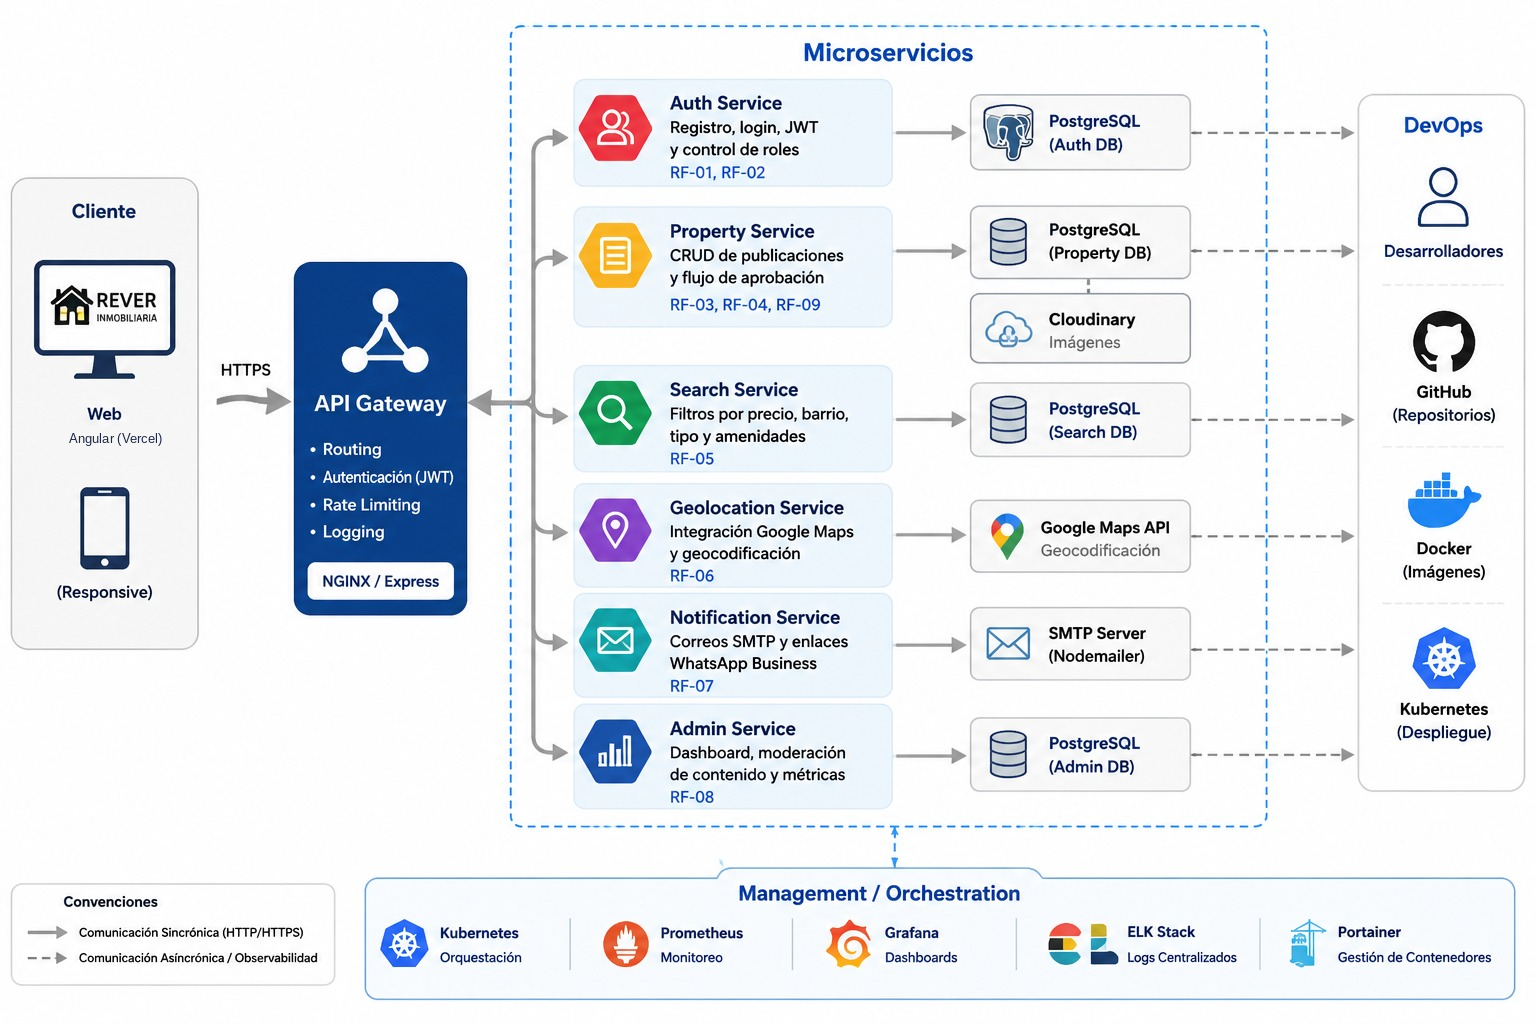 Microservicios
Cliente
REVER
INMOBILIARIA
Web
Angular (Vercel)
(Responsive)
HTTPS
API Gateway
• Routing
• Autenticación (JWT)
• Rate Limiting
• Logging
NGINX / Express
Auth Service
Registro, login, JWT
y control de roles
RF-01, RF-02
PostgreSQL
(Auth DB)
Property Service
CRUD de publicaciones
y flujo de aprobación
RF-03, RF-04, RF-09
PostgreSQL
(Property DB)
Cloudinary
Imágenes
Search Service
Filtros por precio, barrio,
tipo y amenidades
RF-05
PostgreSQL
(Search DB)
Geolocation Service
Integración Google Maps
y geocodificación
RF-06
Google Maps API
Geocodificación
Notification Service
Correos SMTP y enlaces
WhatsApp Business
RF-07
SMTP Server
(Nodemailer)
Admin Service
Dashboard, moderación
de contenido y métricas
RF-08
PostgreSQL
(Admin DB)
DevOps
Desarrolladores
GitHub
(Repositorios)
Docker
(Imágenes)
Kubernetes
(Despliegue)
Convenciones
Comunicación Sincrónica (HTTP/HTTPS)
Comunicación Asíncrónica / Observabilidad
Management / Orchestration
Kubernetes
Orquestación
Prometheus
Monitoreo
Grafana
Dashboards
ELK Stack
Logs Centralizados
Portainer
Gestión de Contenedores